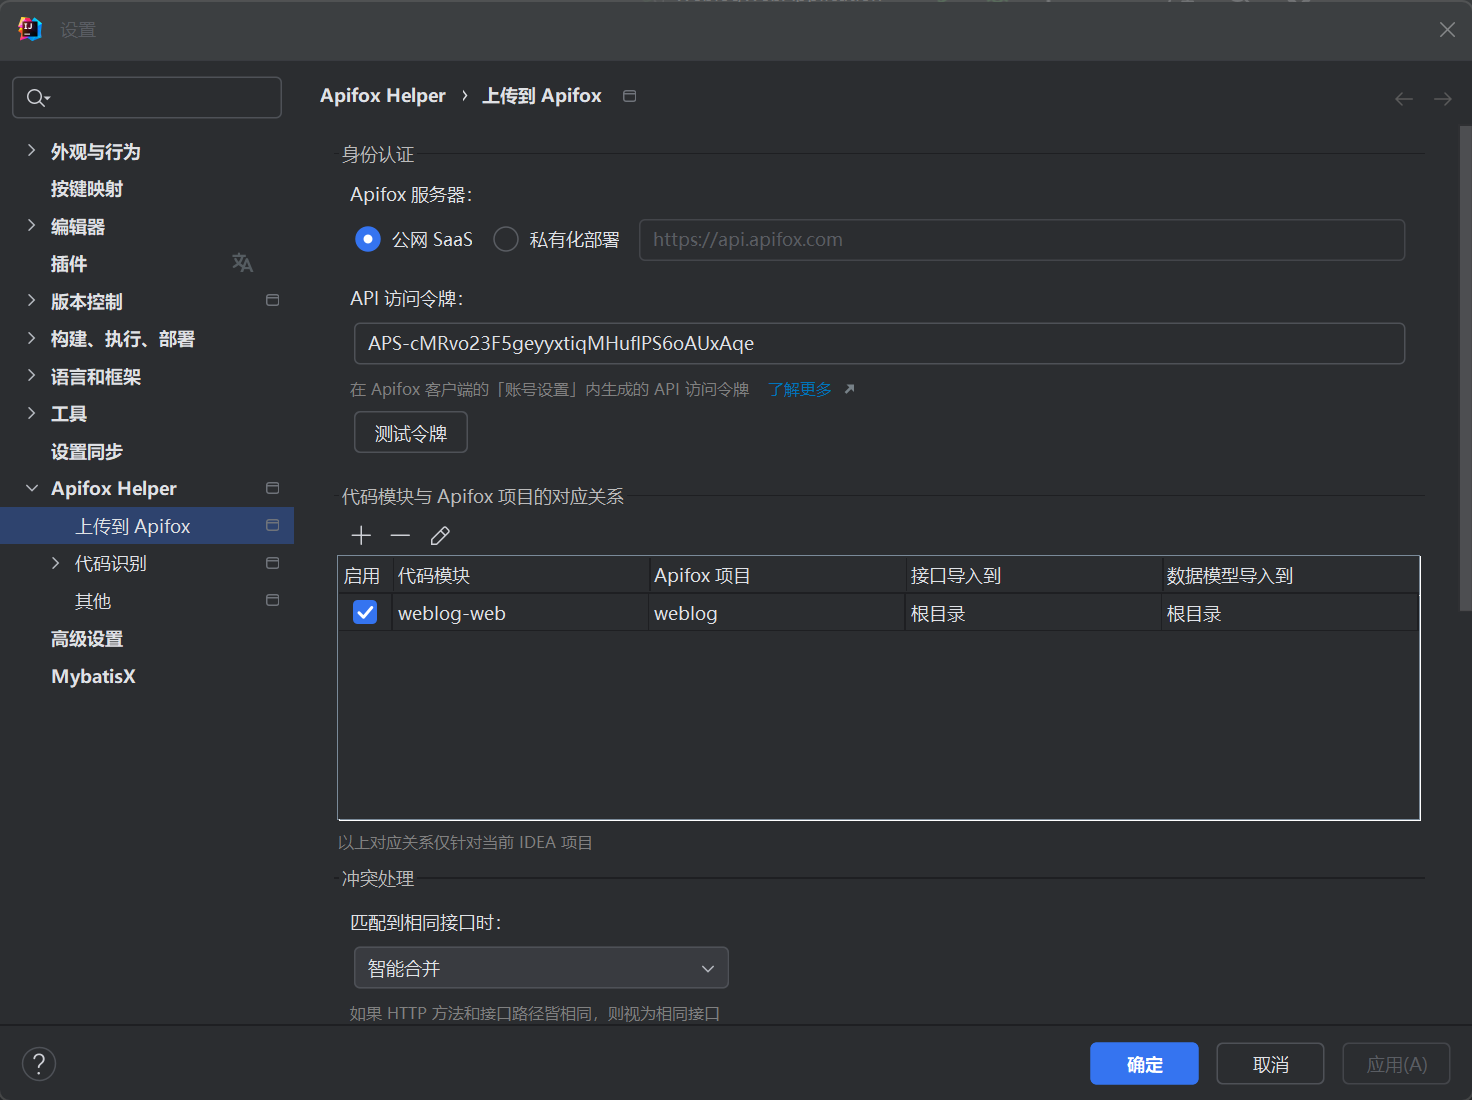 设置
Apifox Helper › 上传到 Apifox
外观与行为
按键映射
编辑器
插件
版本控制
构建、执行、部署
语言和框架
工具
设置同步
Apifox Helper
上传到 Apifox
代码识别
其他
高级设置
MybatisX
身份认证
Apifox 服务器：
公网 SaaS 私有化部署 https://api.apifox.com
API 访问令牌：
APS-cMRvo23F5geyyxtiqMHuflPS6oAUxAqe
在 Apifox 客户端的「账号设置」内生成的 API 访问令牌 了解更多
测试令牌
代码模块与 Apifox 项目的对应关系
启用 代码模块 Apifox 项目 接口导入到 数据模型导入到
weblog-web weblog 根目录 根目录
以上对应关系仅针对当前 IDEA 项目
冲突处理
匹配到相同接口时：
智能合并
如果 HTTP 方法和接口路径皆相同，则视为相同接口
? 确定 取消 应用(A)